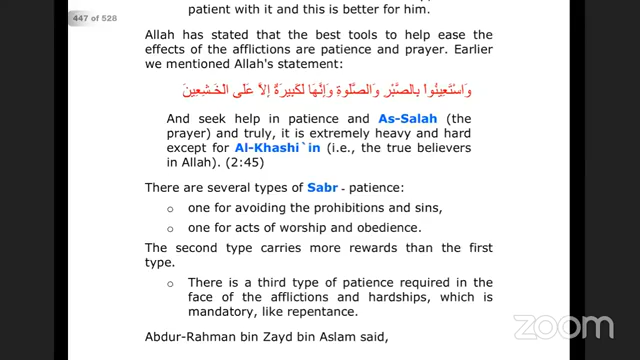 447 of 528
patient with it and this is better for him.
Allah has stated that the best tools to help ease the
effects of the afflictions are patience and prayer. Earlier
we mentioned Allah's statement:
وَاسْتَعِينُواْ بِالصَّبْرِ وَالصَّلَوةِ وَإِنَّهَا لَكَبِيرَةٌ إِلاَّ عَلَى الْخَـشِعِينَ
And seek help in patience and As-Salah (the
prayer) and truly, it is extremely heavy and hard
except for Al-Khashi`in (i.e., the true believers
in Allah). (2:45)
There are several types of Sabr - patience:
o one for avoiding the prohibitions and sins,
o one for acts of worship and obedience.
The second type carries more rewards than the first
type.
o There is a third type of patience required in the
face of the afflictions and hardships, which is
mandatory, like repentance.
Abdur-Rahman bin Zayd bin Aslam said,
zoom